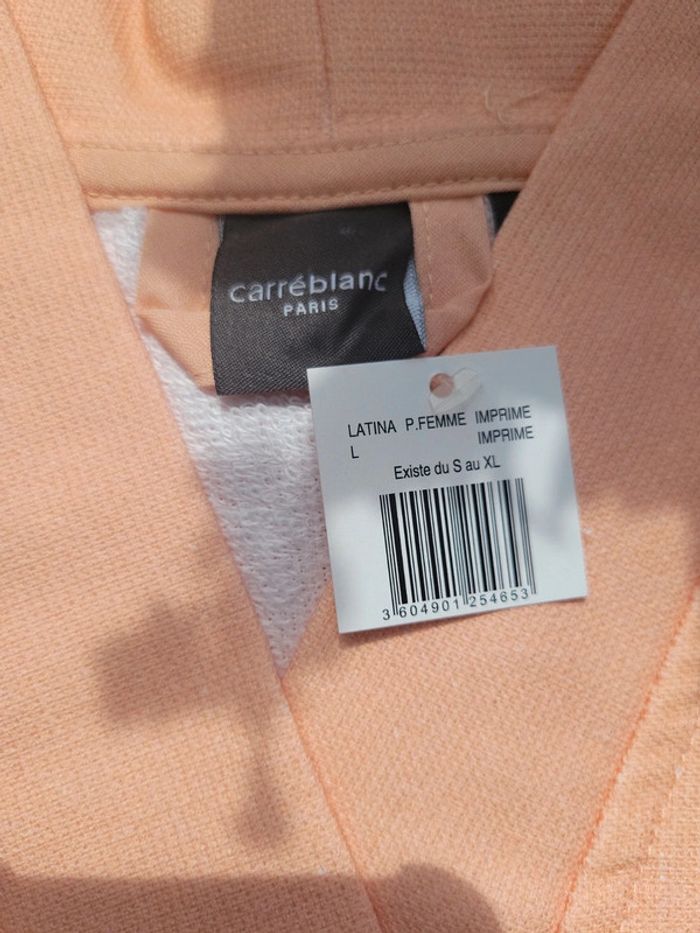 carréblanc
PARIS
LATINA P.FEMME IMPRIME
L IMPRIME
Existe du S au XL
3 604901 254653